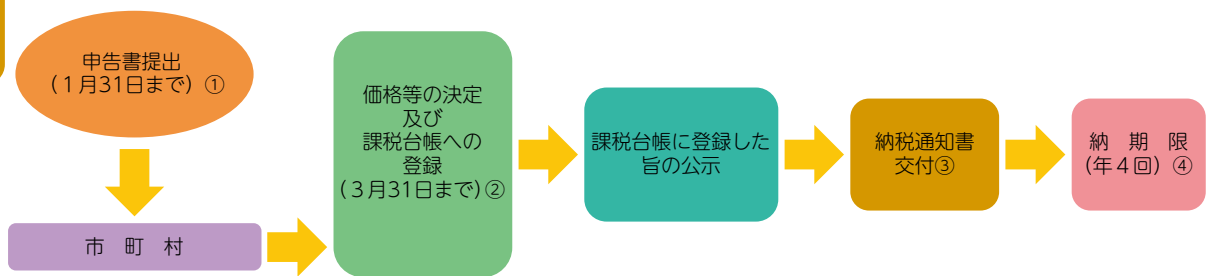 申告書提出
(1月31日まで) ①
市 町 村
価格等の決定
及び
課税台帳への
登録
(3月31日まで)②
課税台帳に登録した
旨の公示
納税通知書
交付③
納 期 限
(年4回) ④